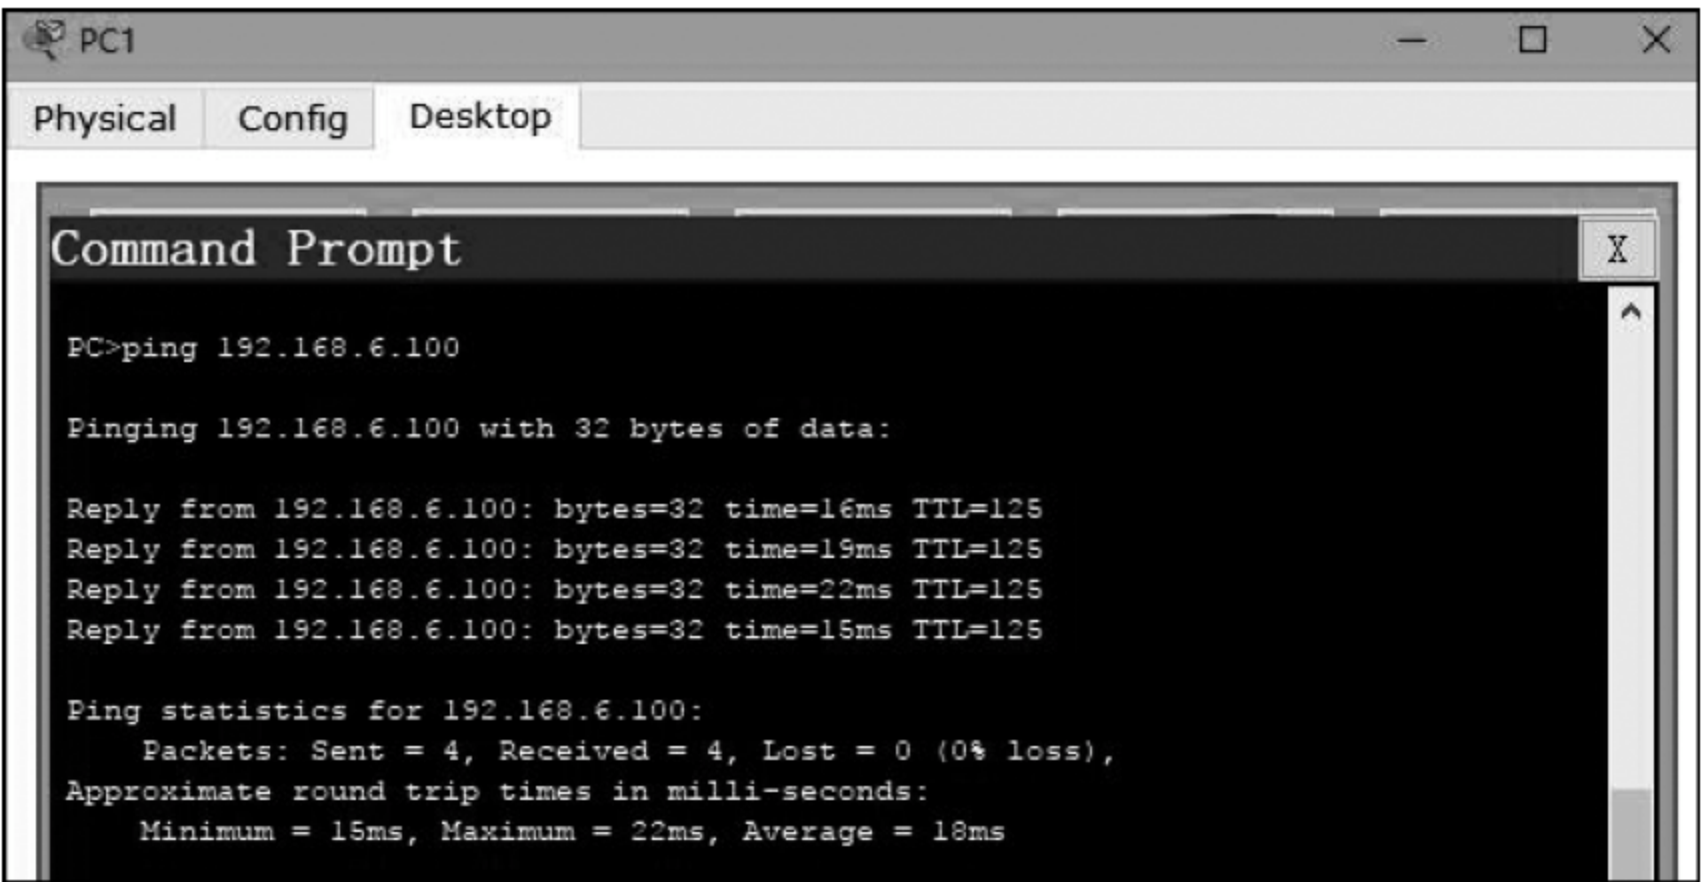 PC1
Physical Config Desktop
Command Prompt X
PC>ping 192.168.6.100
Pinging 192.168.6.100 with 32 bytes of data:
Reply from 192.168.6.100: bytes=32 time=16ms TTL=125
Reply from 192.168.6.100: bytes=32 time=19ms TTL=125
Reply from 192.168.6.100: bytes=32 time=22ms TTL=125
Reply from 192.168.6.100: bytes=32 time=15ms TTL=125
Ping statistics for 192.168.6.100:
Packets: Sent = 4, Received = 4, Lost = 0 (0% loss),
Approximate round trip times in milli-seconds:
Minimum = 15ms, Maximum = 22ms, Average = 18ms